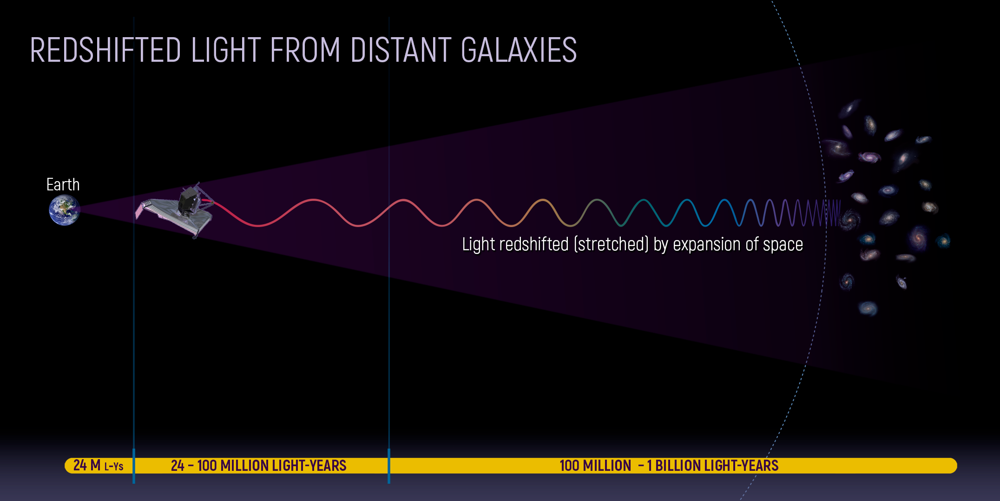 REDSHIFTED LIGHT FROM DISTANT GALAXIES
Earth
Light redshifted (stretched) by expansion of space
24 M L-Ys
24 – 100 MILLION LIGHT-YEARS
100 MILLION – 1 BILLION LIGHT-YEARS